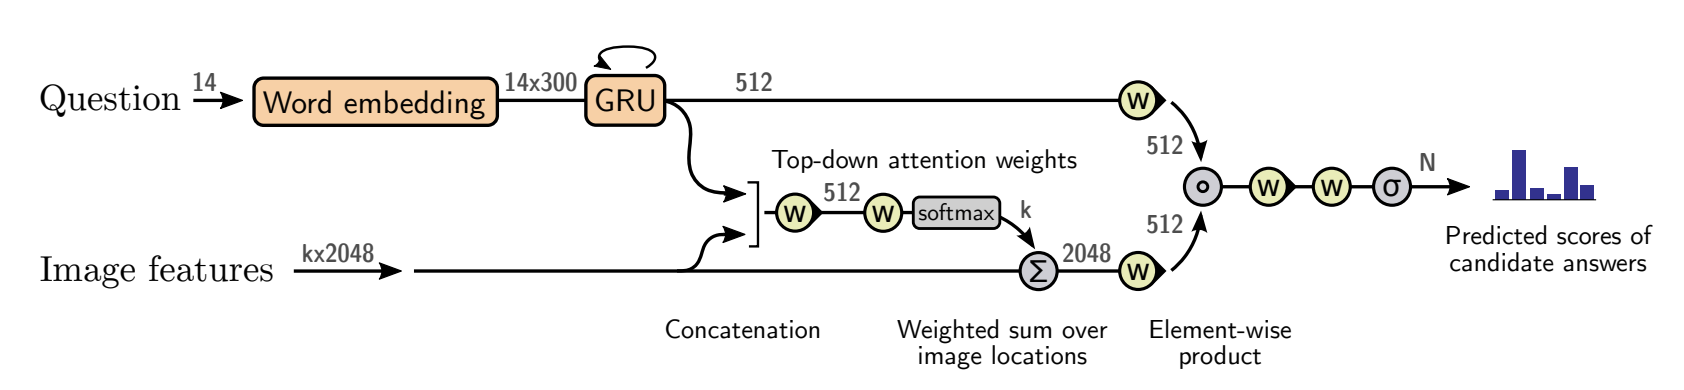 Question
14
Word embedding
14x300
GRU
512
w
512
Top-down attention weights
w
512
w
softmax
k
w
w
σ
N
Image features
kx2048
Σ
2048
w
512
Predicted scores of
candidate answers
Concatenation
Weighted sum over
image locations
Element-wise
product